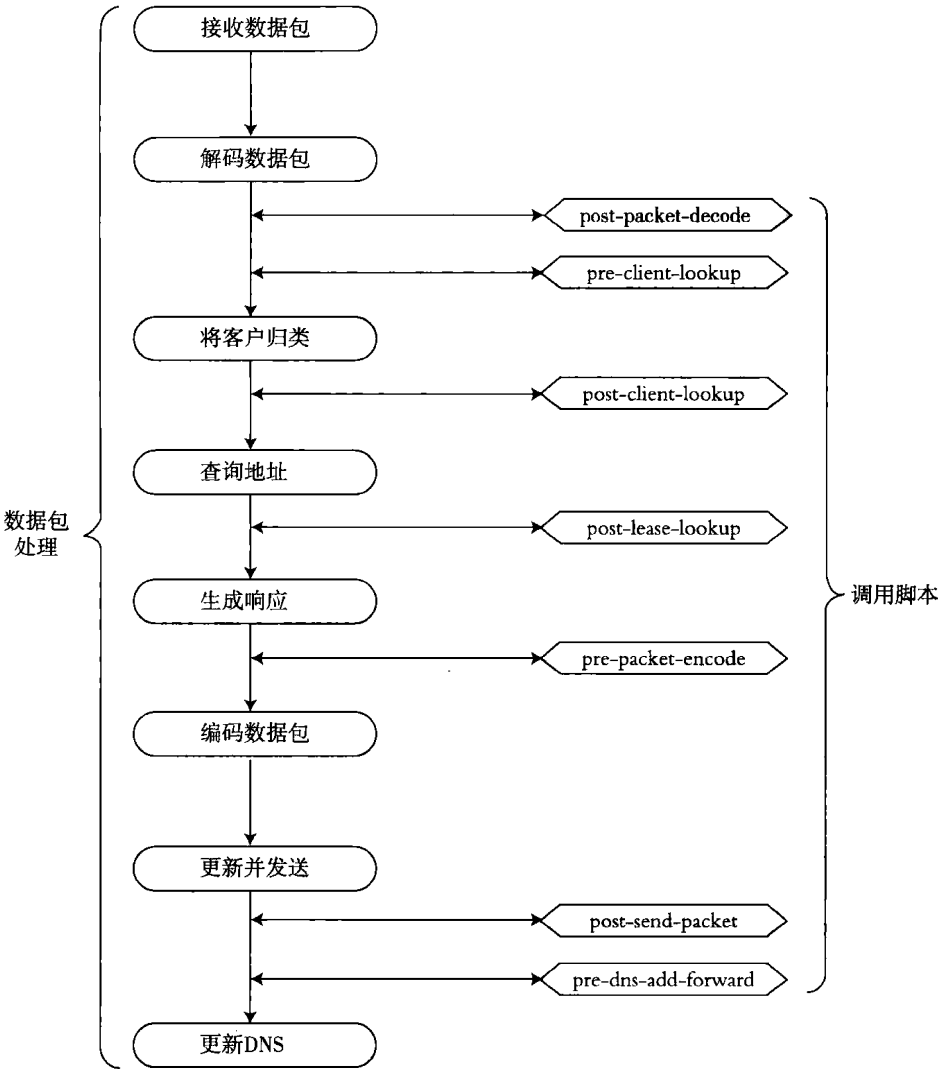 接收数据包
解码数据包
post-packet-decode
pre-client-lookup
将客户归类
post-client-lookup
查询地址
数据包
处理
post-lease-lookup
生成响应
调用脚本
pre-packet-encode
编码数据包
更新并发送
post-send-packet
pre-dns-add-forward
更新DNS